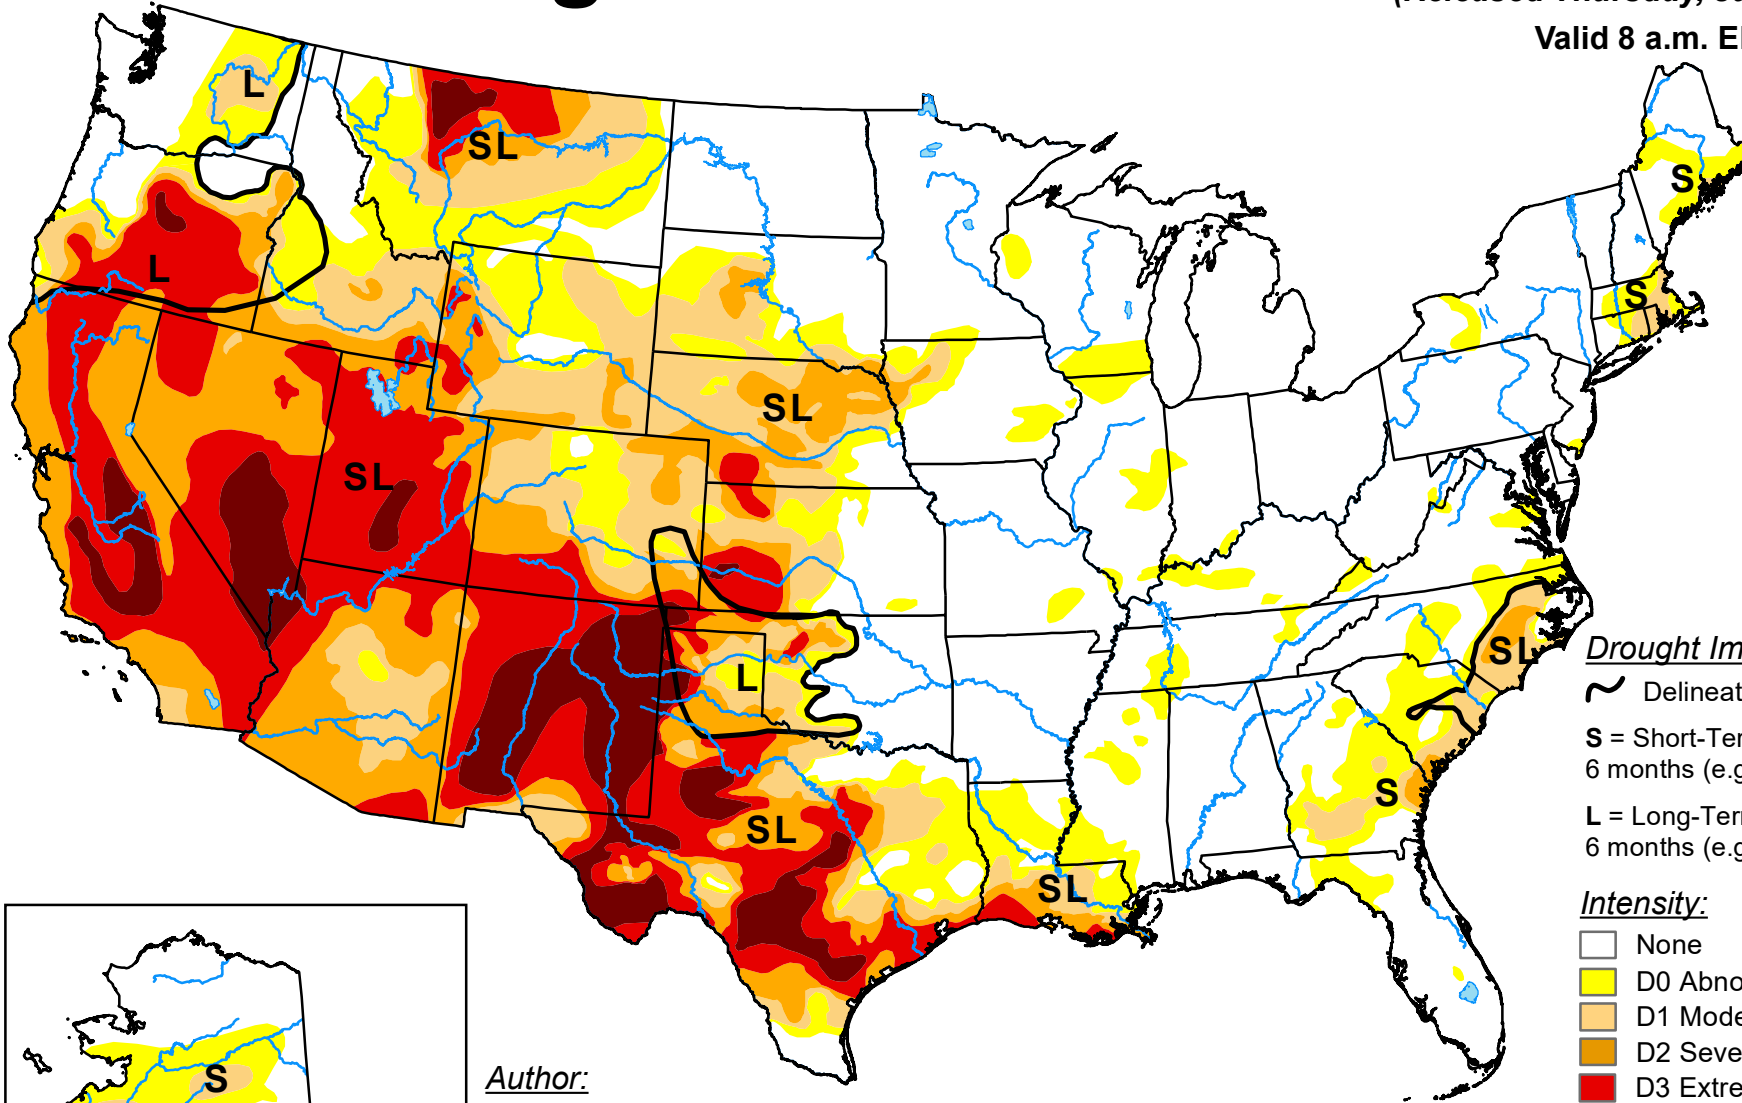 Valid 8 a.m.
L
SL
S
L
S
SL
SL
L
SL
SL
S
SL
SL
S
Drought
Delineat
S = Short-Ter
6 months (e.g
L = Long-Ter
6 months (e.g
Intensity:
None
D0 Abno
D1 Mode
D2 Seve
D3 Extre
Author: